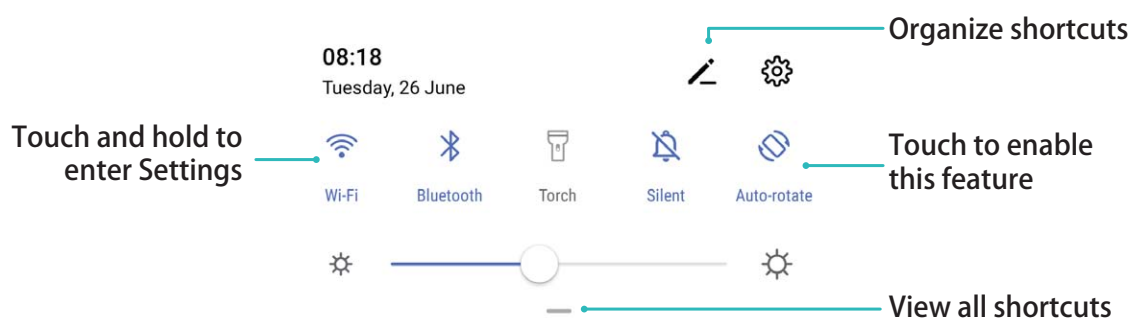 Organize shortcuts
08:18
Tuesday, 26 June
Touch and hold to
enter Settings
Touch to enable
this feature
Wi-Fi
Bluetooth
Torch
Silent
Auto-rotate
View all shortcuts